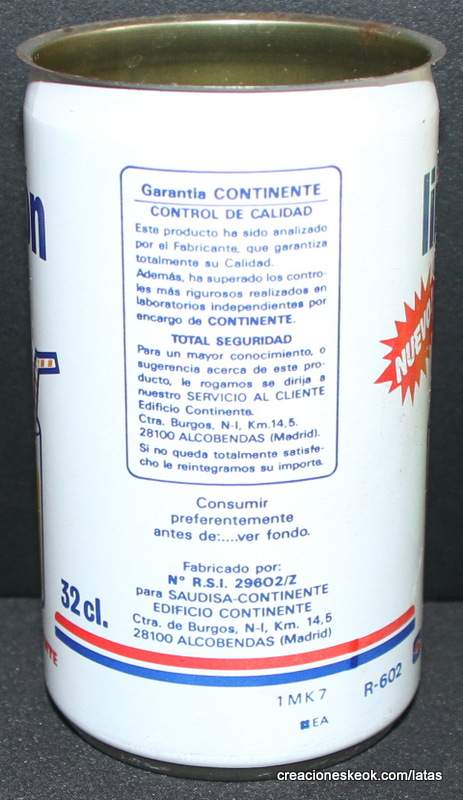 Garantia CONTINENTE
CONTROL DE CALIDAD
Este producto ha sido analizado
por el Fabricante, que garantiza
totalmente su Calidad.
Además, ha superado los contro-
les más rigurosos realizados en
laboratorios independientes por
encargo de CONTINENTE.
TOTAL SEGURIDAD
Para un mayor conocimiento, o
sugerencia acerca de este pro-
ducto, le rogamos se dirija a
nuestro SERVICIO AL CLIENTE
Edificio Continente.
Ctra. Burgos, N-I, Km. 14,5.
28100 ALCOBENDAS (Madrid).
Si no queda totalmente satisfe-
cho le reintegramos su importe.
NUEVO
Consumir
preferentemente
antes de:....ver fondo.
Fabricado por:
Nº R.S.I. 29602/Z
para SAUDISA-CONTINENTE
EDIFICIO CONTINENTE
Ctra. de Burgos, N-I, Km. 14,5
28100 ALCOBENDAS (Madrid)
32 cl.
1MK7
R-602
EA
creacioneskeok.com/latas